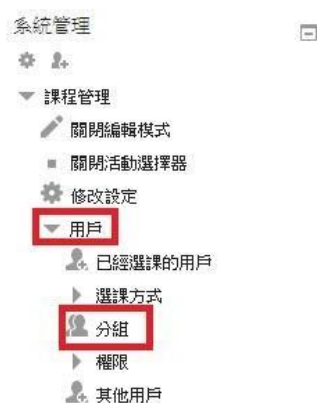 系統管理
課程管理
關閉編輯模式
關閉活動選擇器
修改設定
用戶
已經選課的用戶
選課方式
分組
權限
其他用戶